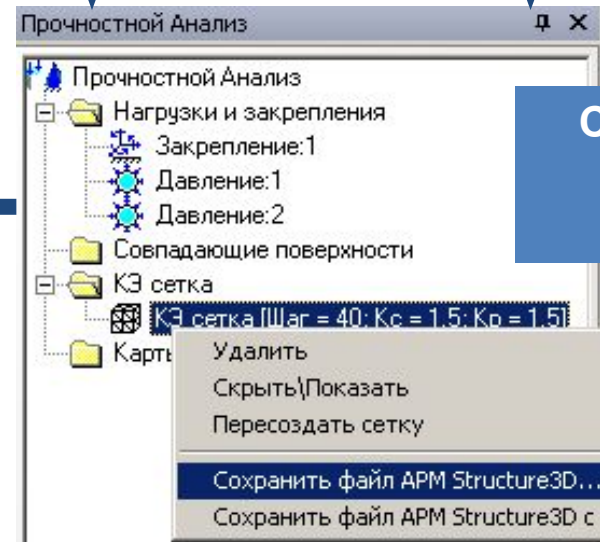 Прочностной Анализ
Прочностной Анализ
Нагрузки и закрепления
Закрепление:1
Давление:1
Давление:2
Совпадающие поверхности
КЭ сетка
КЭ сетка [Шаг = 40; Кс = 1.5; Кр = 1.5]
Удалить
Скрыть\Показать
Пересоздать сетку
Сохранить файл APM Structure3D...
Сохранить файл APM Structure3D с